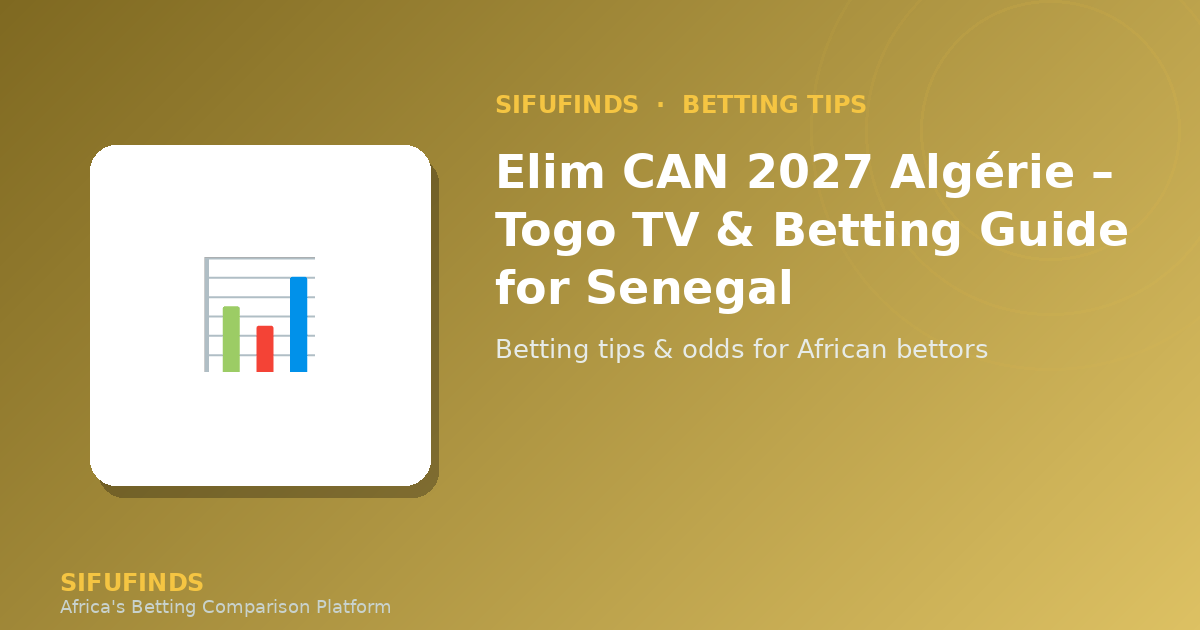 SIFUFINDS · BETTING TIPS
Elim CAN 2027 Algérie –
Togo TV & Betting Guide
for Senegal
Betting tips & odds for African bettors
SIFUFINDS
Africa's Betting Comparison Platform